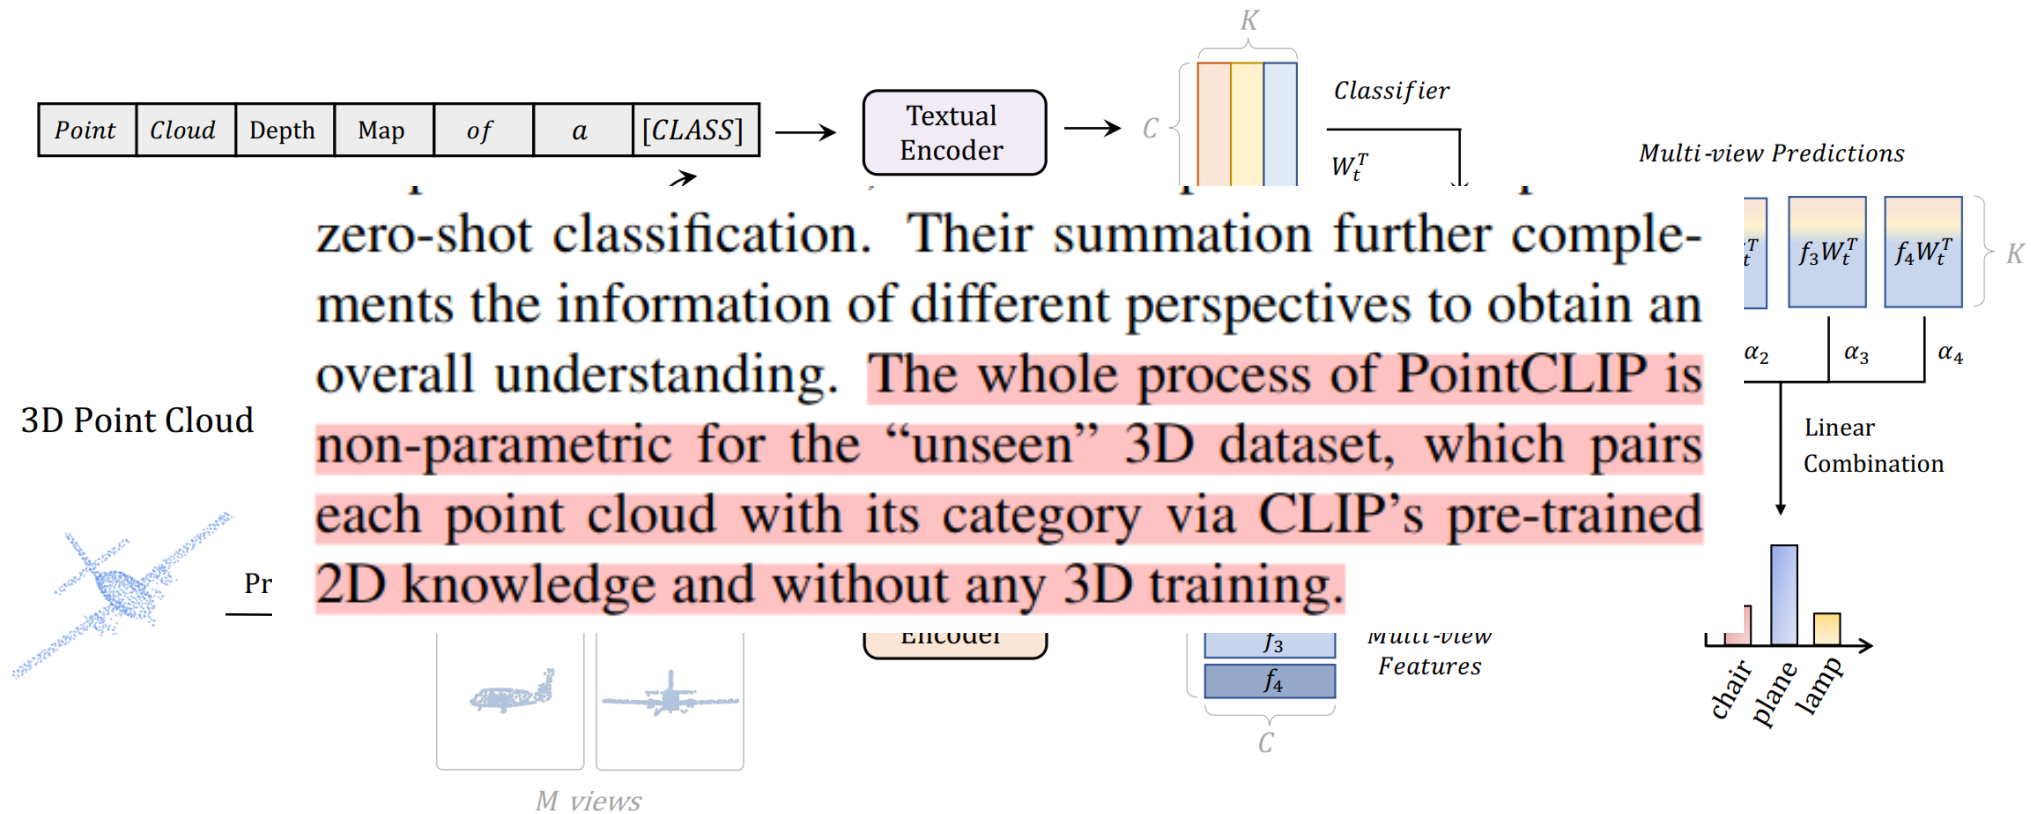 K
Point Cloud Depth Map of a [CLASS]
Textual
Encoder
C
Classifier
W_t^T
Multi-view Predictions
zero-shot classification. Their summation further comple-
ments the information of different perspectives to obtain an
overall understanding. The whole process of PointCLIP is
non-parametric for the “unseen” 3D dataset, which pairs
each point cloud with its category via CLIP’s pre-trained
2D knowledge and without any 3D training.
f_3W_t^T f_4W_t^T K
α_2 α_3 α_4
3D Point Cloud
Linear
Combination
Pr
Encoder
f_3
Multi-view
Features
f_4
C
chair
plane
lamp
M views